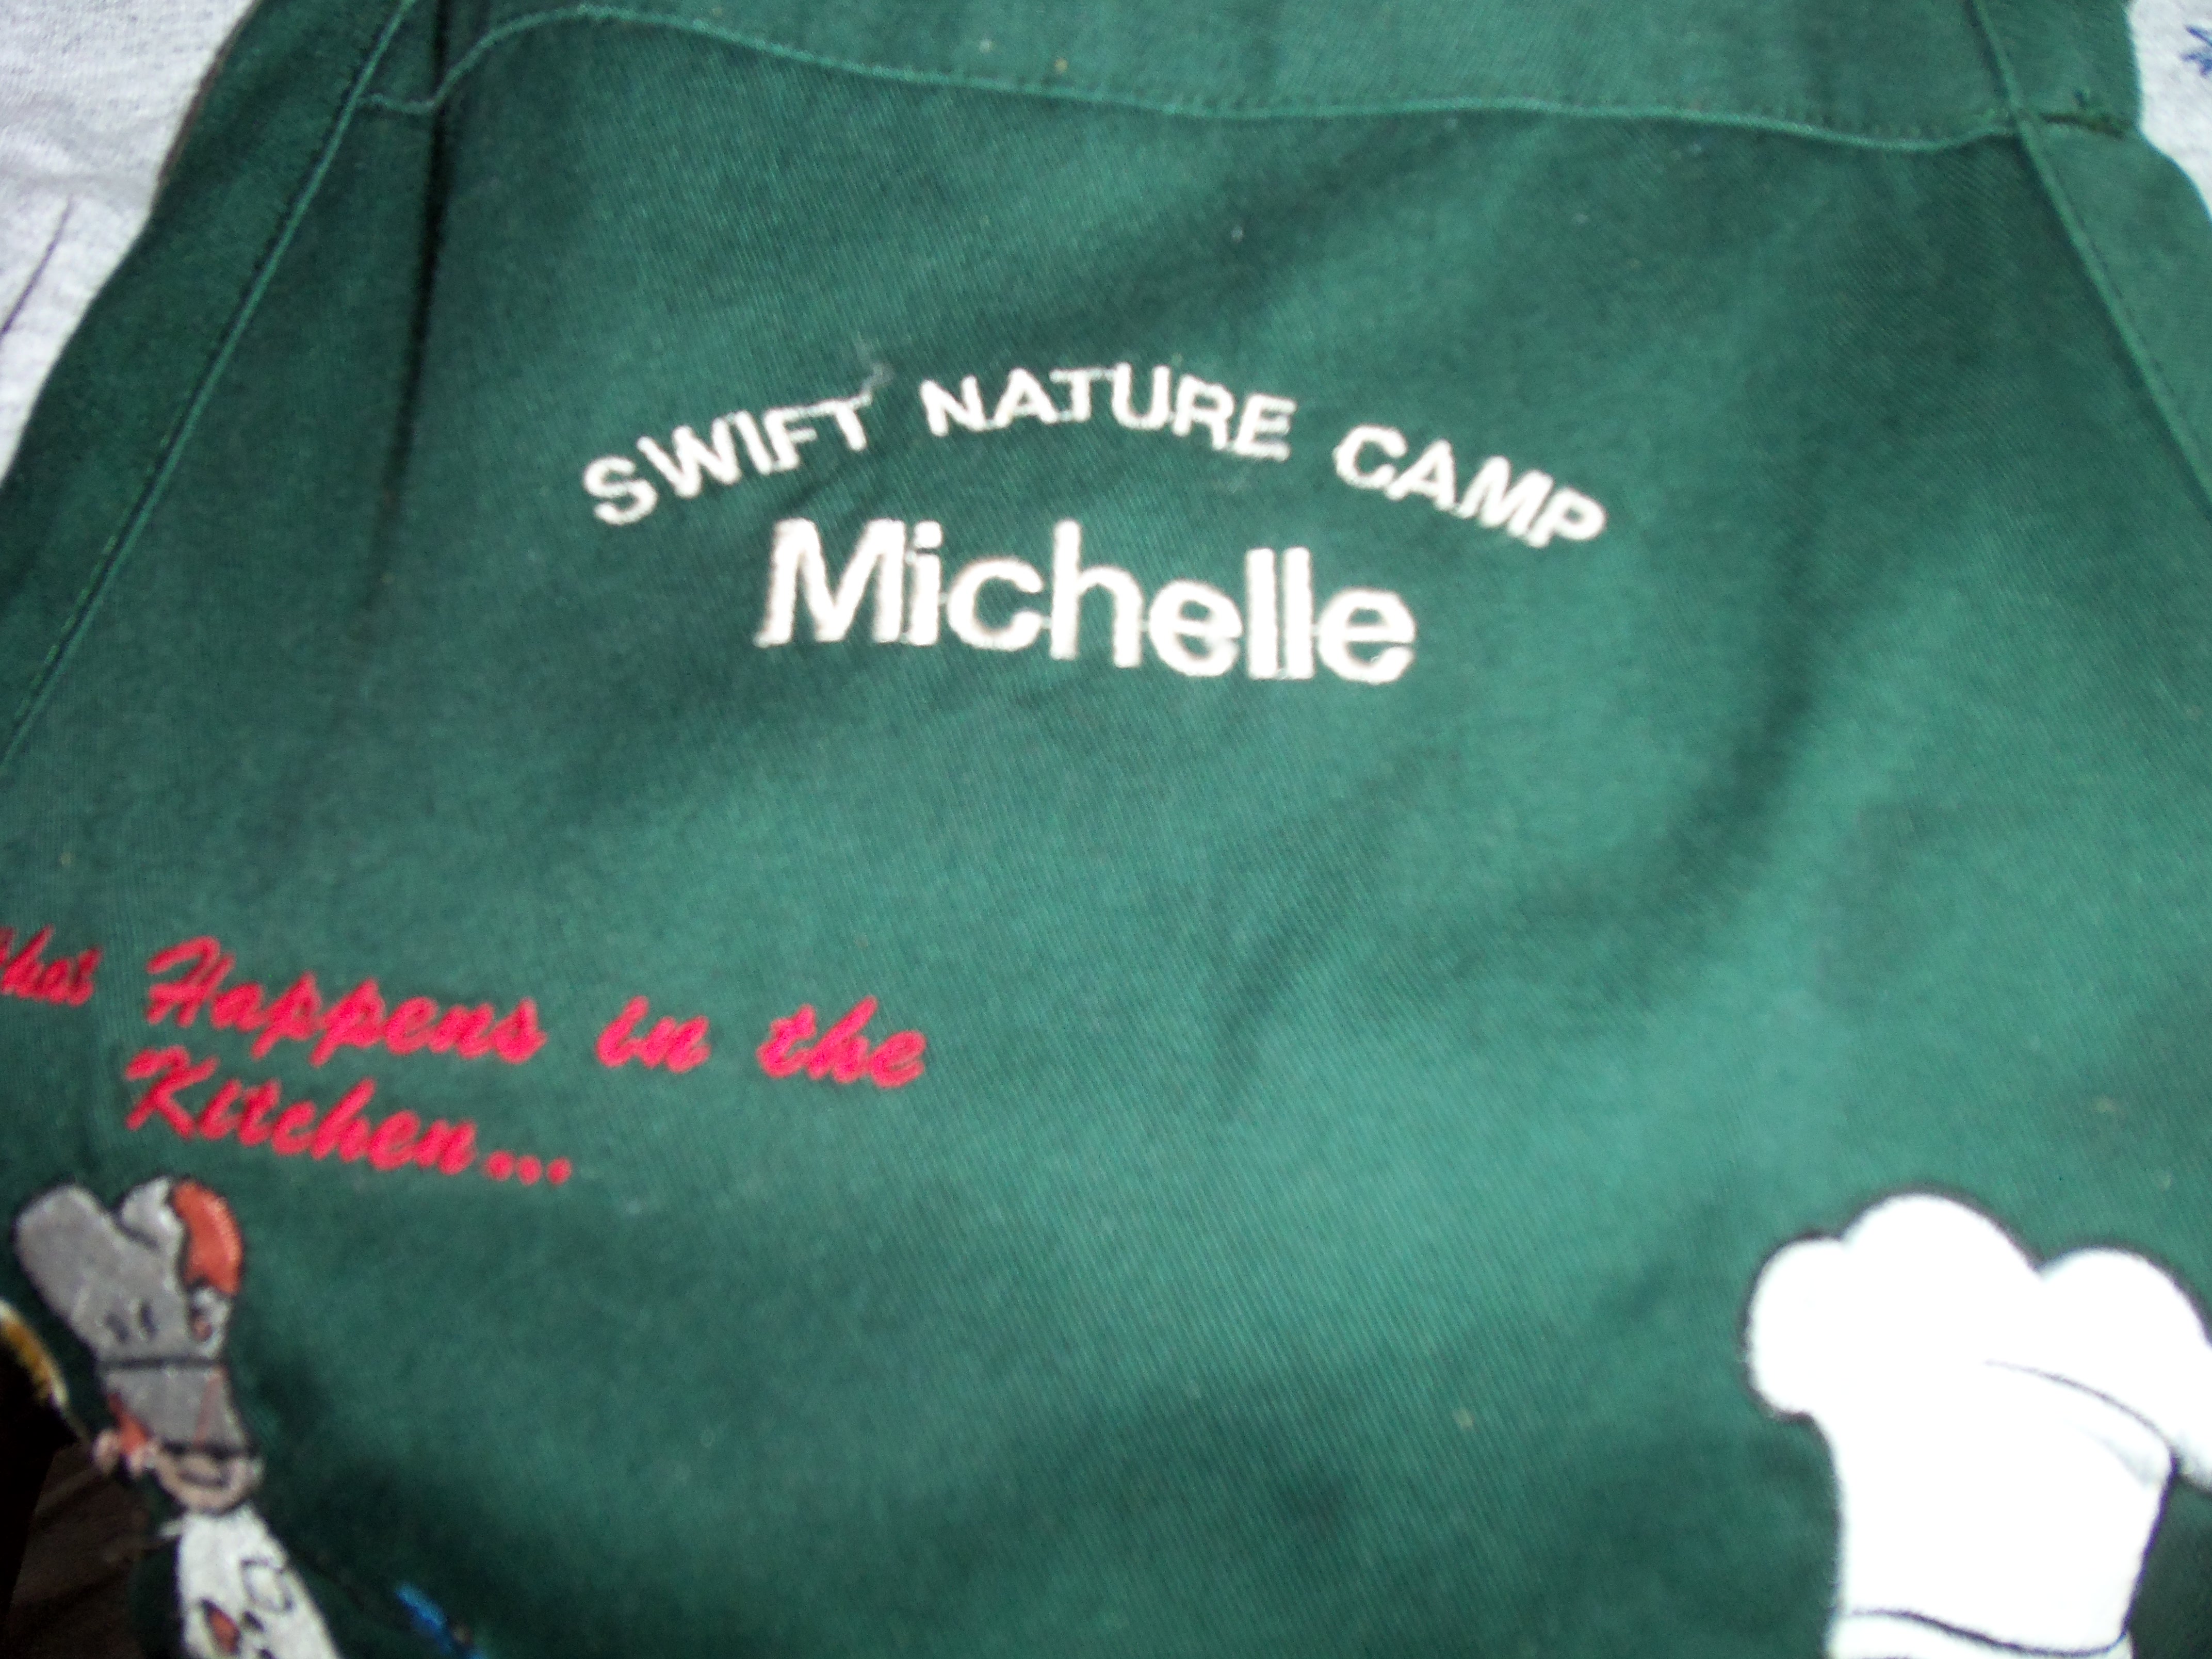 SWIFT NATURE CAMP
Michelle
Happens in the
Kitchen...